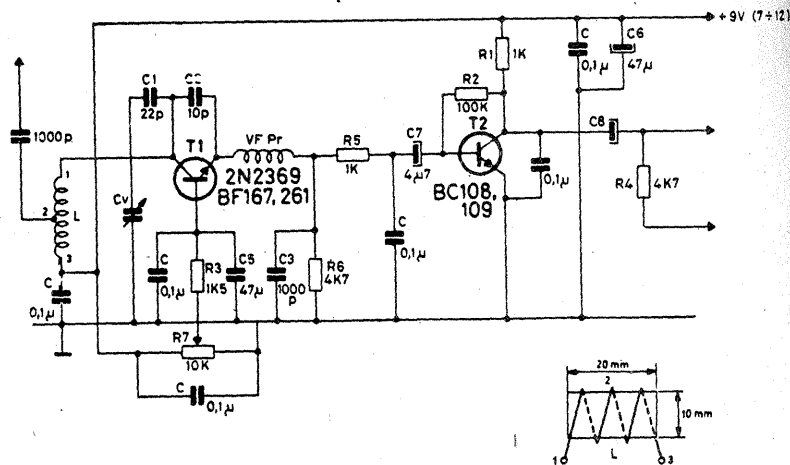 +9V (7÷12)
C
0,1µ
C6
47µ
R1
1K
R2
100K
C1
22p
10p
1000p
T1
VF Pr
2N2369
BF167, 261
R5
1K
C7
4µ7
T2
BC108,
109
C8
0,1µ
R4
4K7
1
2
L
3
Cv
C
0,1µ
C
0,1µ
R3
1K5
C5
47µ
C3
1000
p
R6
4K7
C
0,1µ
R7
10K
C
0,1µ
20 mm
2
10 mm
1
L
3